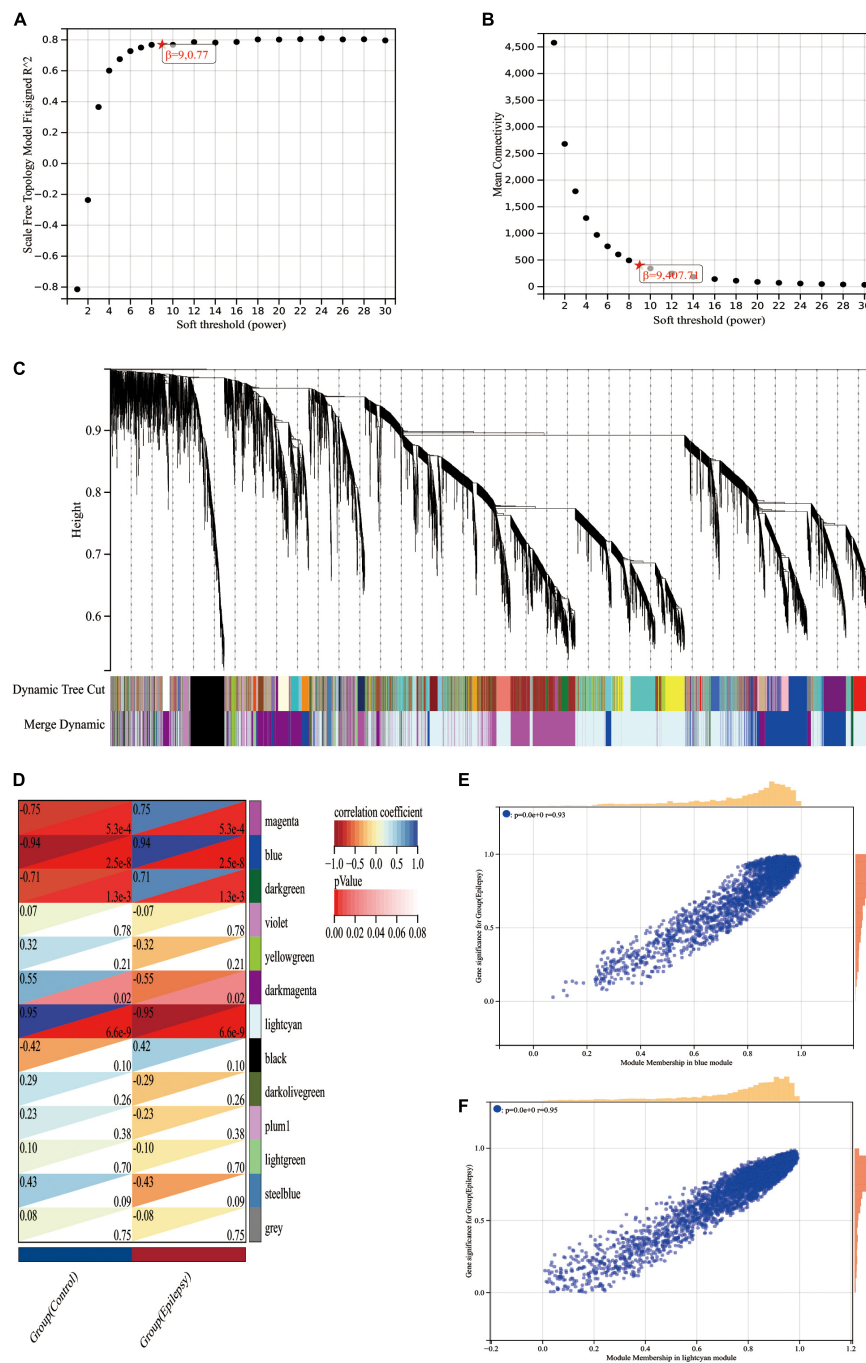 A
Scale Free Topology Model Fit,signed R^2
0.8
0.6
0.4
0.2
0.0
−0.2
−0.4
−0.6
−0.8
β=9,0.77
2 4 6 8 10 12 14 16 18 20 22 24 26 28 30
Soft threshold (power)
B
Mean Connectivity
4,500
4,000
3,500
3,000
2,500
2,000
1,500
1,000
500
0
β=9,407.71
2 4 6 8 10 12 14 16 18 20 22 24 26 28 30
Soft threshold (power)
C
Height
0.9
0.8
0.7
0.6
Dynamic Tree Cut
Merge Dynamic
D
-0.75 5.3e-4 0.75 5.3e-4 magenta
-0.94 2.5e-8 0.94 2.5e-8 blue
-0.71 1.3e-3 0.71 1.3e-3 darkgreen
0.07 0.78 -0.07 0.78 violet
0.32 0.21 -0.32 0.21 yellowgreen
0.55 0.02 -0.55 0.02 darkmagenta
0.95 6.6e-9 -0.95 6.6e-9 lightcyan
-0.42 0.10 0.42 0.10 black
0.29 0.26 -0.29 0.26 darkolivegreen
0.23 0.38 -0.23 0.38 plum1
0.10 0.70 -0.10 0.70 lightgreen
0.43 0.09 -0.43 0.09 steelblue
0.08 0.75 -0.08 0.75 grey
Group(Control)
Group(Epilepsy)
correlation coefficient
−1.0 −0.5 0.0 0.5 1.0
pValue
0.00 0.02 0.04 0.06 0.08
E
: p=0.0e+0 r=0.93
Gene significance for Group(Epilepsy)
1.0
0.5
0.0
0.0 0.2 0.4 0.6 0.8 1.0
Module Membership in blue module
F
: p=0.0e+0 r=0.95
Gene significance for Group(Epilepsy)
1.0
0.5
0.0
−0.2 0.0 0.2 0.4 0.6 0.8 1.0 1.2
Module Membership in lightcyan module